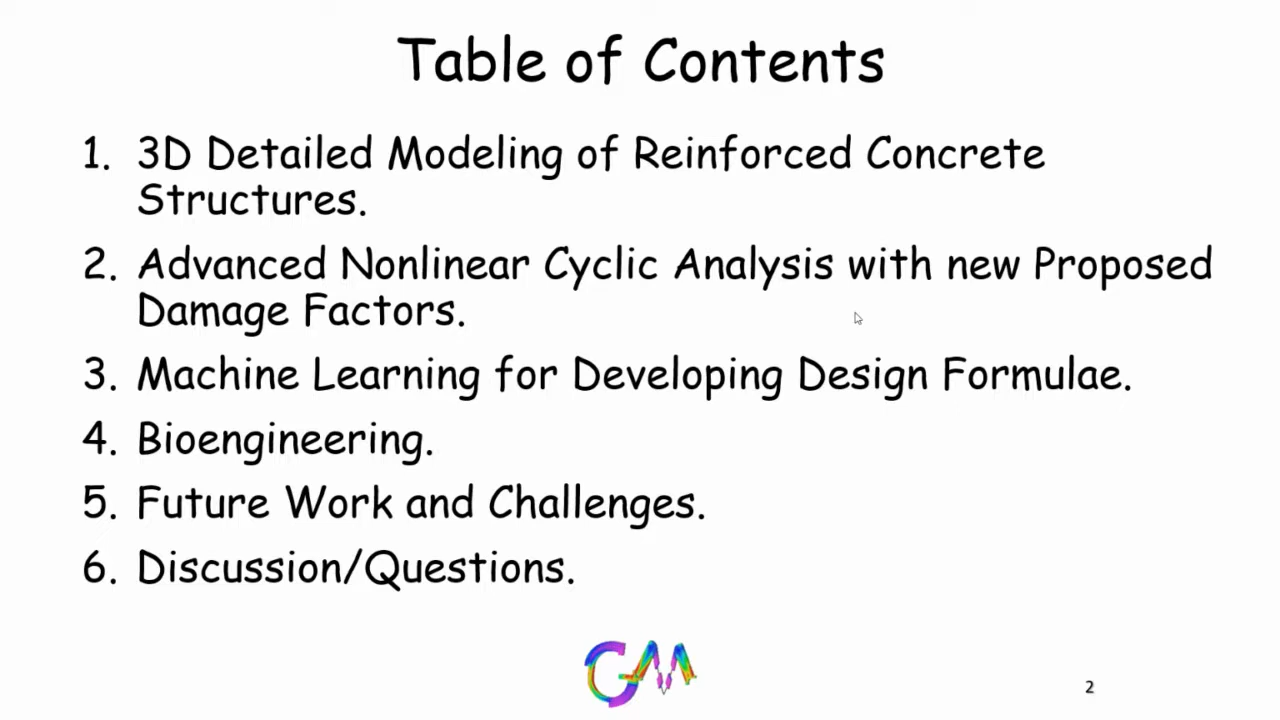 Table of Contents
1. 3D Detailed Modeling of Reinforced Concrete
Structures.
2. Advanced Nonlinear Cyclic Analysis with new Proposed
Damage Factors.
3. Machine Learning for Developing Design Formulae.
4. Bioengineering.
5. Future Work and Challenges.
6. Discussion/Questions.
GM
2